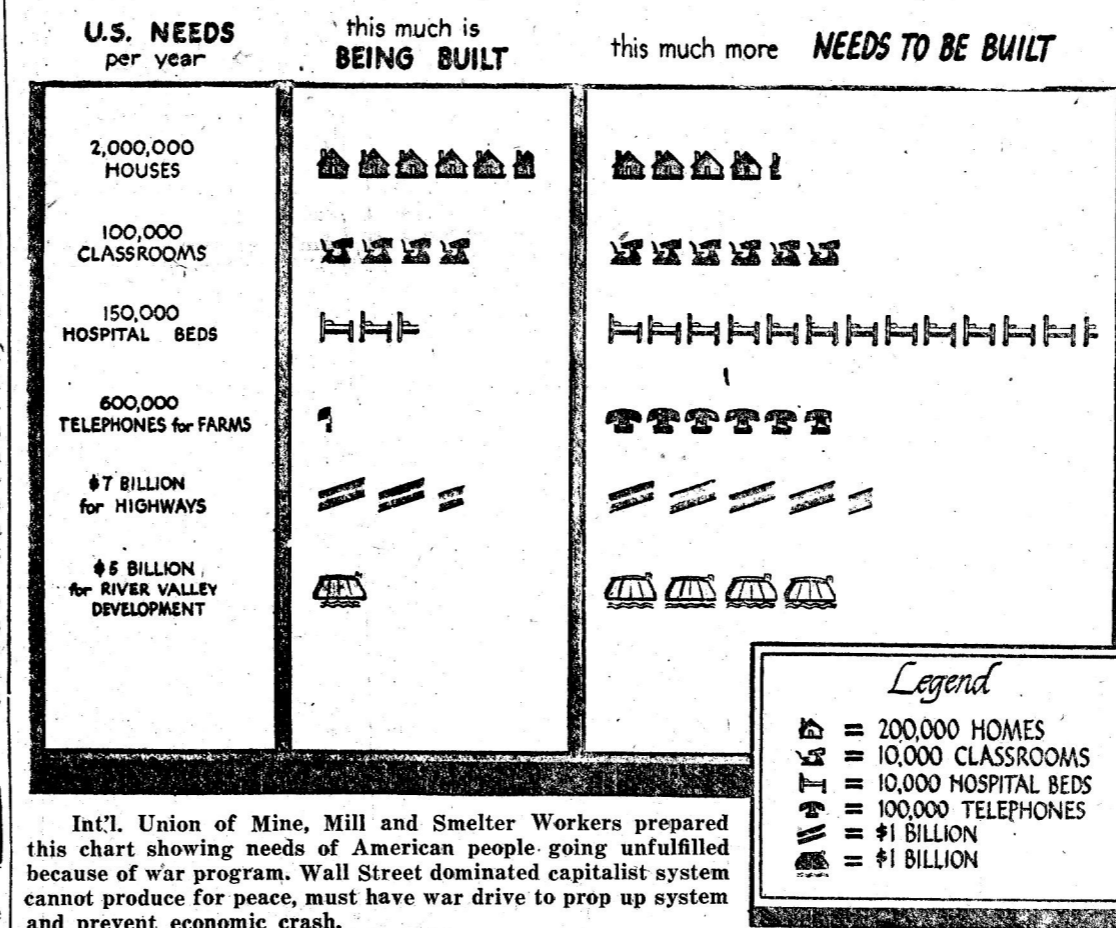 U.S. NEEDS
per year
this much is
BEING BUILT
this much more NEEDS TO BE BUILT
2,000,000
HOUSES
100,000
CLASSROOMS
150,000
HOSPITAL BEDS
600,000
TELEPHONES for FARMS
$7 BILLION
for HIGHWAYS
$5 BILLION
for RIVER VALLEY
DEVELOPMENT
Legend
= 200,000 HOMES
= 10,000 CLASSROOMS
= 10,000 HOSPITAL BEDS
= 100,000 TELEPHONES
= $1 BILLION
= $1 BILLION
Int'l. Union of Mine, Mill and Smelter Workers prepared
this chart showing needs of American people going unfulfilled
because of war program. Wall Street dominated capitalist system
cannot produce for peace, must have war drive to prop up system
and prevent economic crash.